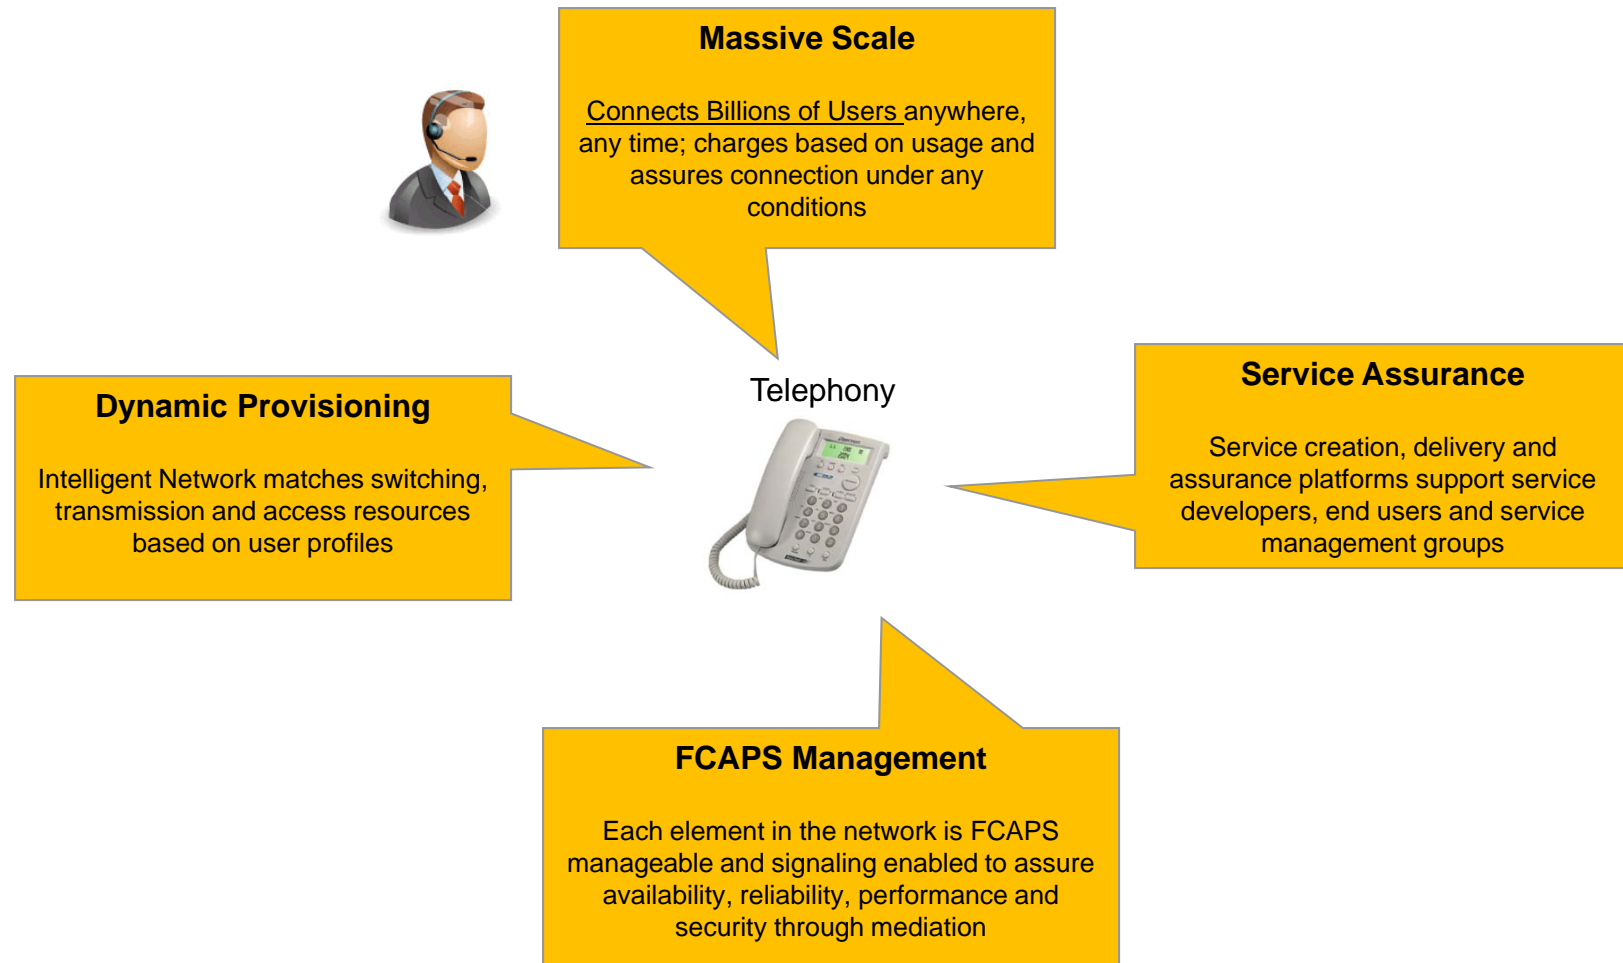 Massive Scale
Connects Billions of Users anywhere,
any time; charges based on usage and
assures connection under any
conditions
Telephony
Dynamic Provisioning
Intelligent Network matches switching,
transmission and access resources
based on user profiles
Service Assurance
Service creation, delivery and
assurance platforms support service
developers, end users and service
management groups
FCAPS Management
Each element in the network is FCAPS
manageable and signaling enabled to assure
availability, reliability, performance and
security through mediation